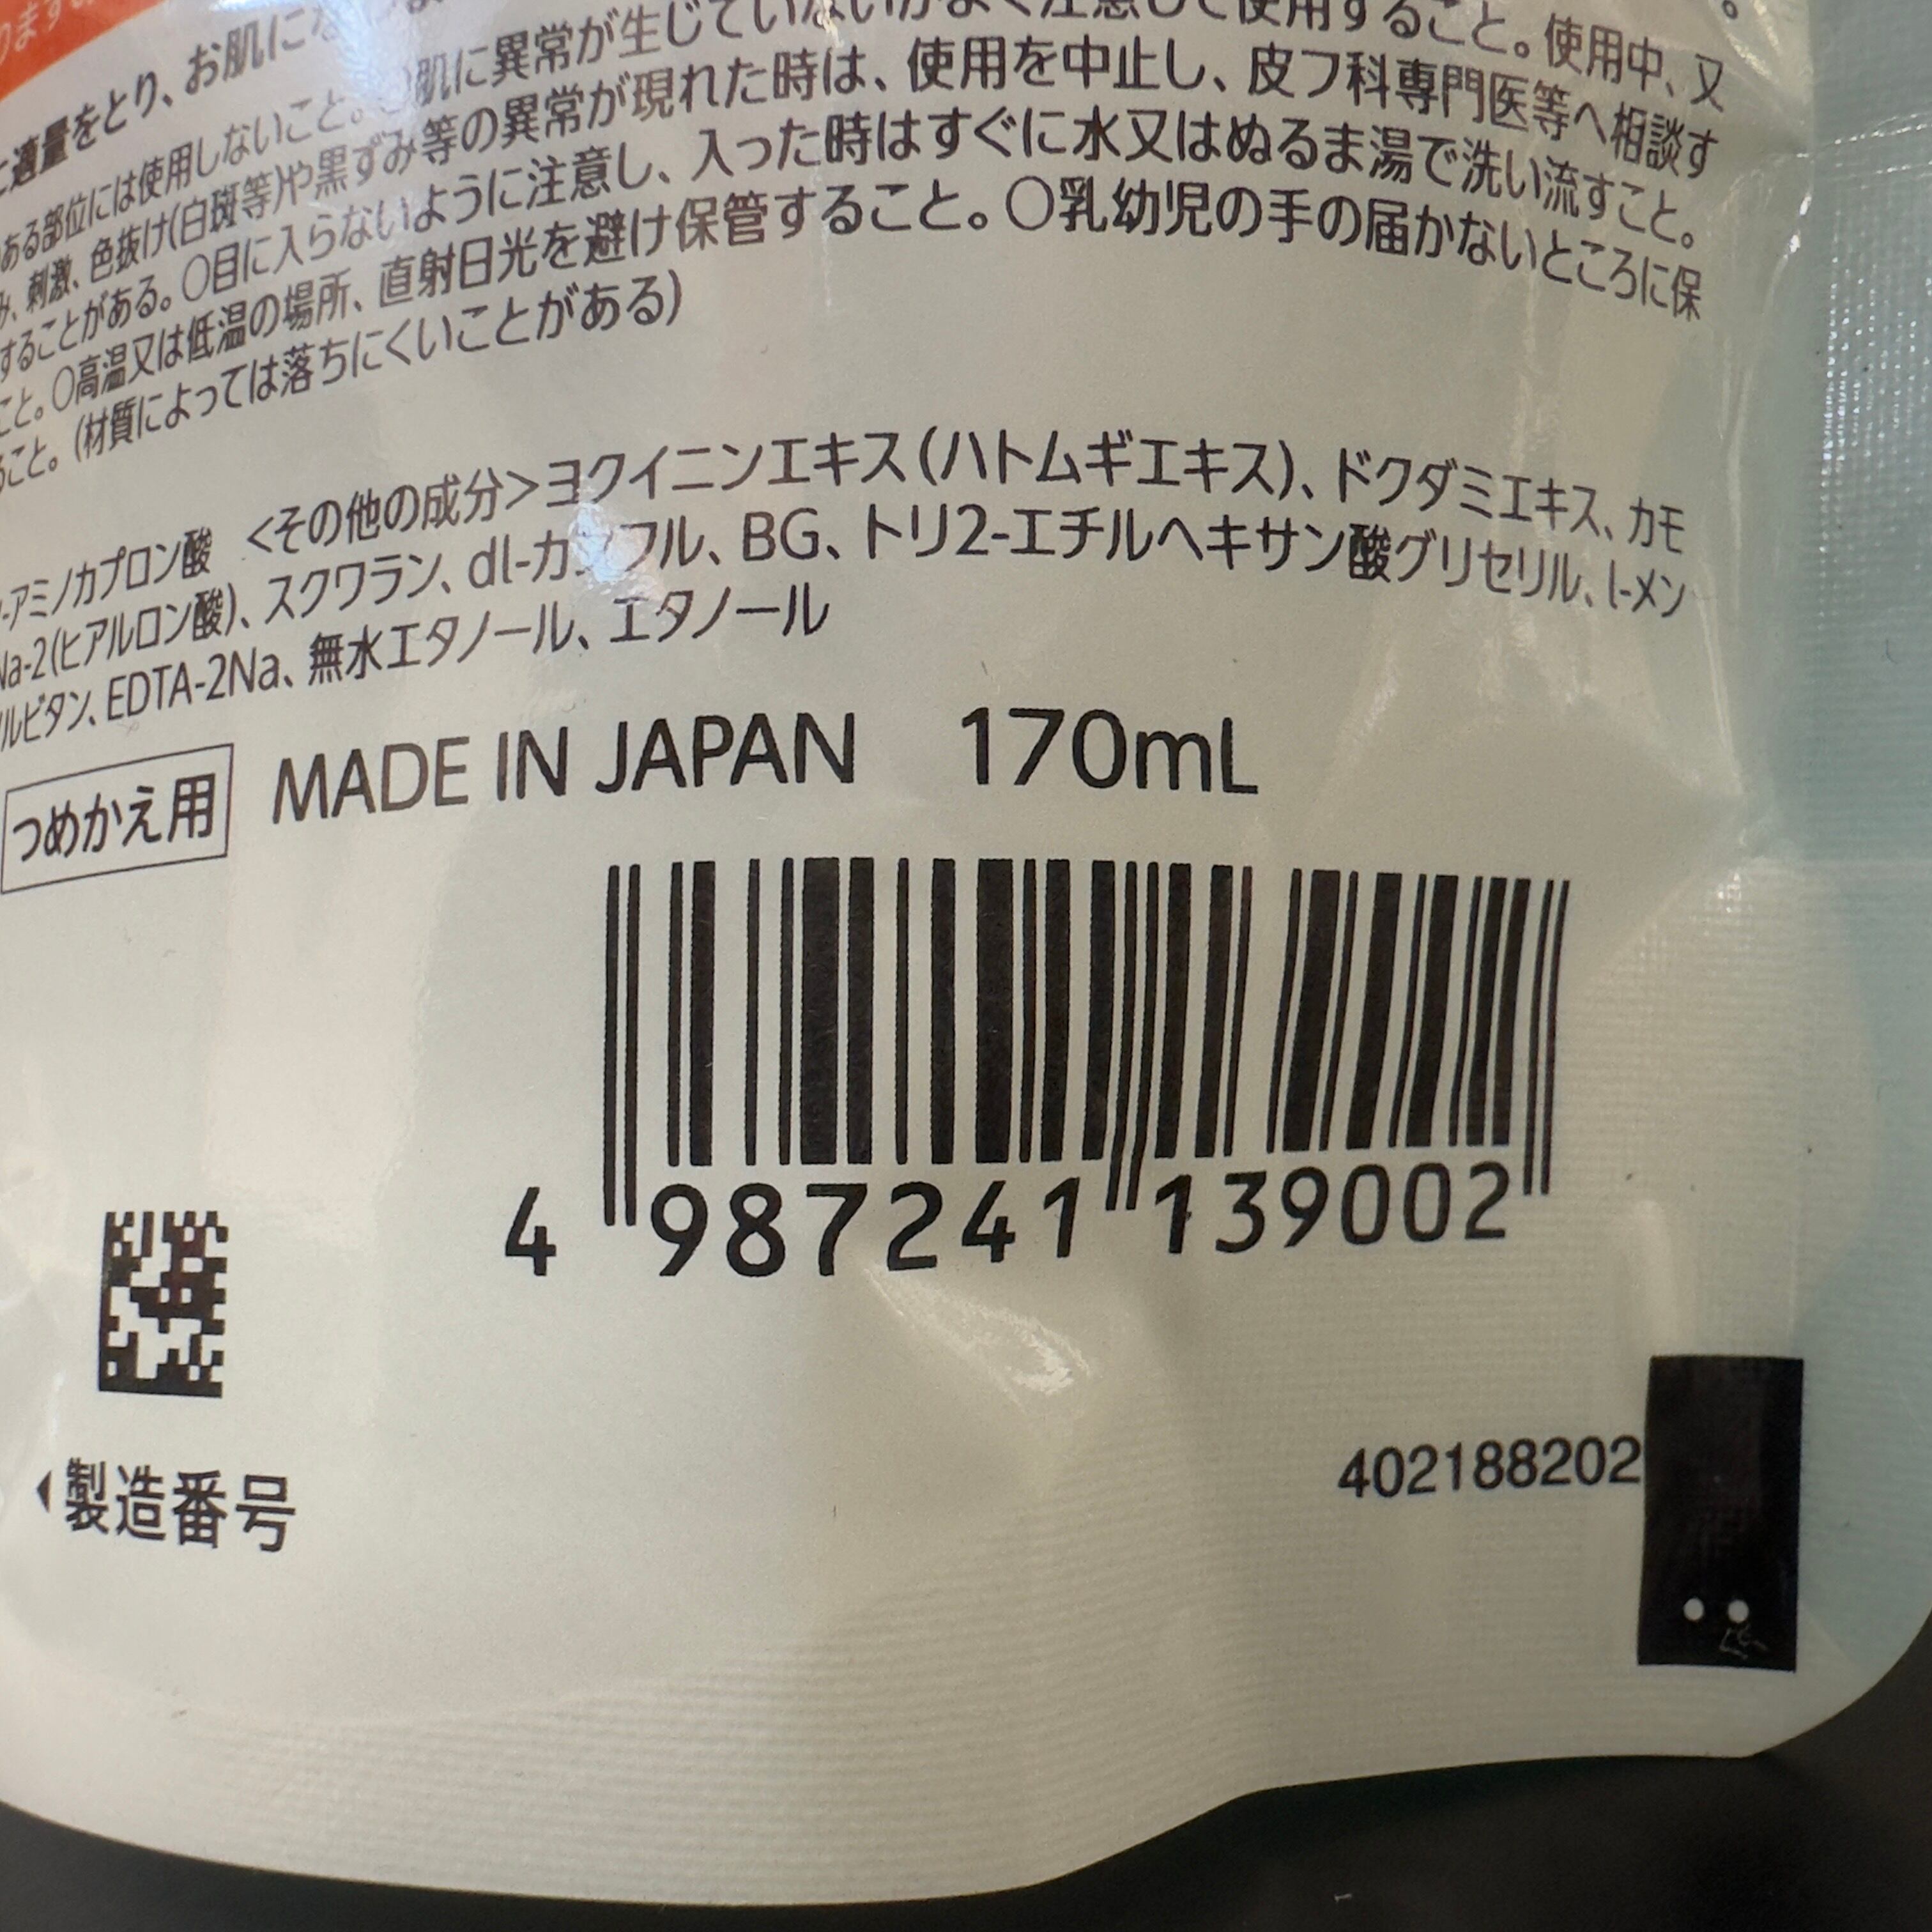 ります
適量をとり、お肌にな
ある部位には使用しないこと。○肌に異常が生じていないかよく注意して使用すること。使用中、又
み、刺激、色抜け(白斑等)や黒ずみ等の異常が現れた時は、使用を中止し、皮フ科専門医等へ相談す
することがある。○目に入らないように注意し、入った時はすぐに水又はぬるま湯で洗い流すこと。
こと。○高温又は低温の場所、直射日光を避け保管すること。○乳幼児の手の届かないところに保
ること。(材質によっては落ちにくいことがある)
-アミノカプロン酸 <その他の成分>ヨクイニンエキス(ハトムギエキス)、ドクダミエキス、カモ
Na-2(ヒアルロン酸)、スクワラン、dl-カンフル、BG、トリ2-エチルヘキサン酸グリセリル、l-メン
ルビタン、EDTA-2Na、無水エタノール、エタノール
つめかえ用 MADE IN JAPAN 170mL
4 987241 139002
◀製造番号
402188202